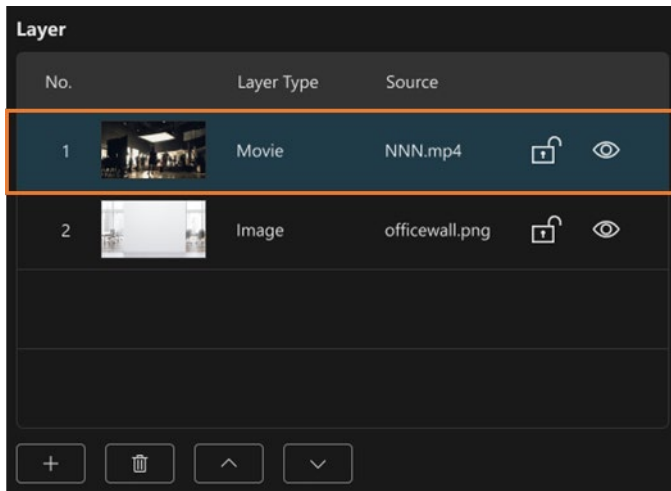 Layer
No. Layer Type Source
1 Movie NNN.mp4
2 Image officewall.png